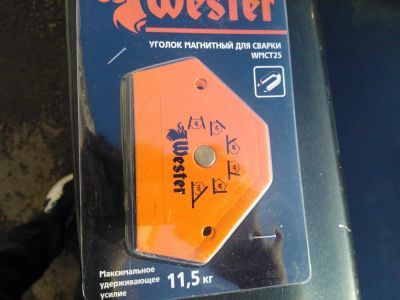 Wester
УГОЛОК МАГНИТНЫЙ ДЛЯ СВАРКИ
WMCT25
Wester
Максимальное
удерживающее 11,5 кг
усилие